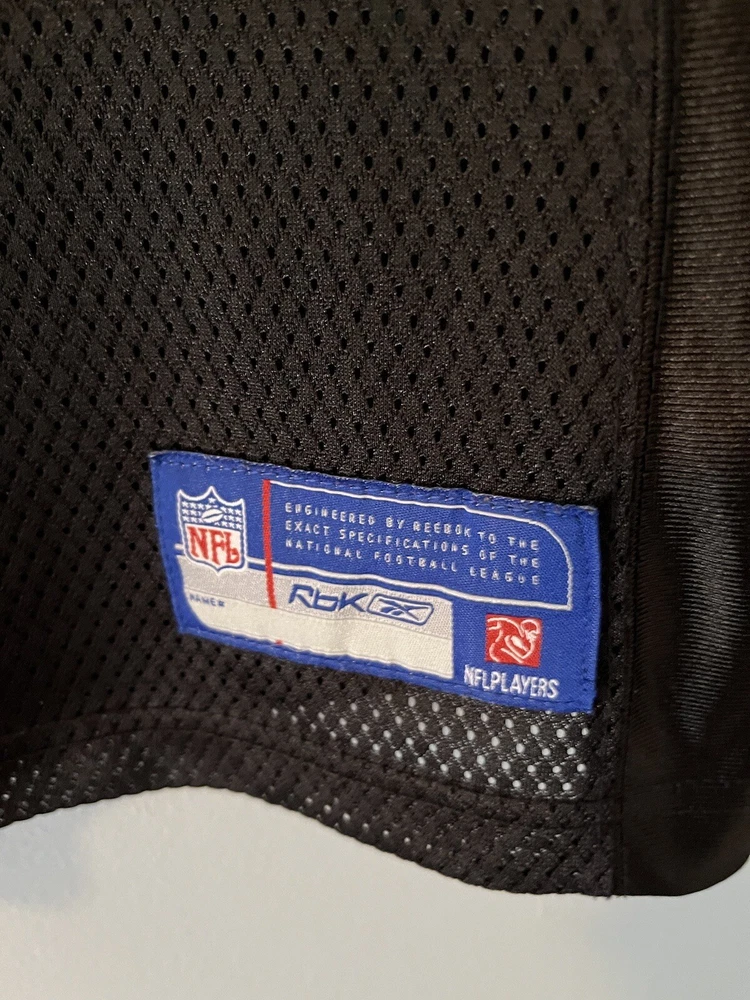 NFL
ENGINEERED BY REEBOK TO THE
EXACT SPECIFICATIONS OF THE
NATIONAL FOOTBALL LEAGUE
RbK
NAME#
NFLPLAYERS